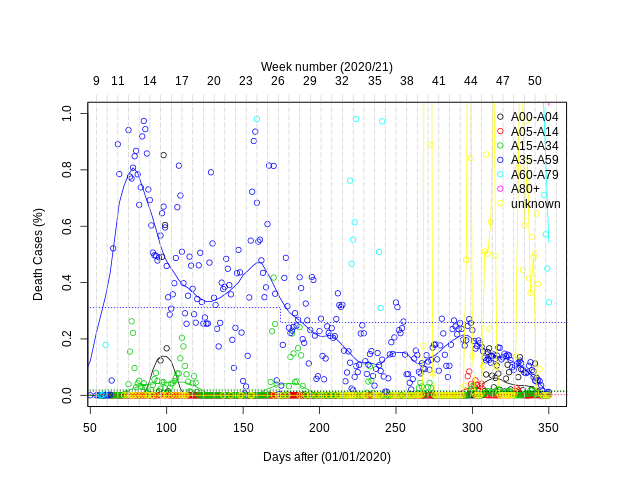 Week number (2020/21)
9 11 14 17 20 23 26 29 32 35 38 41 44 47 50
A00-A04
A05-A14
A15-A34
A35-A59
A60-A79
A80+
unknown
Death Cases (%)
0.0 0.2 0.4 0.6 0.8 1.0
50 100 150 200 250 300 350
Days after (01/01/2020)